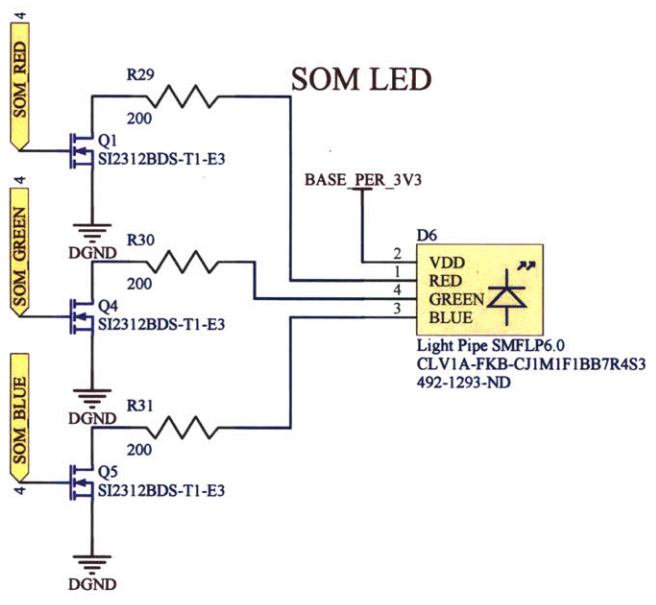 SOM LED
4
SOM_RED
R29
200
Q1
SI2312BDS-T1-E3
DGND
4
SOM_GREEN
R30
200
Q4
SI2312BDS-T1-E3
DGND
SOM_BLUE
4
R31
200
Q5
SI2312BDS-T1-E3
DGND
BASE_PER_3V3
D6
2 VDD
1 RED
4 GREEN
3 BLUE
Light Pipe SMFLP6.0
CLV1A-FKB-CJ1M1F1BB7R4S3
492-1293-ND